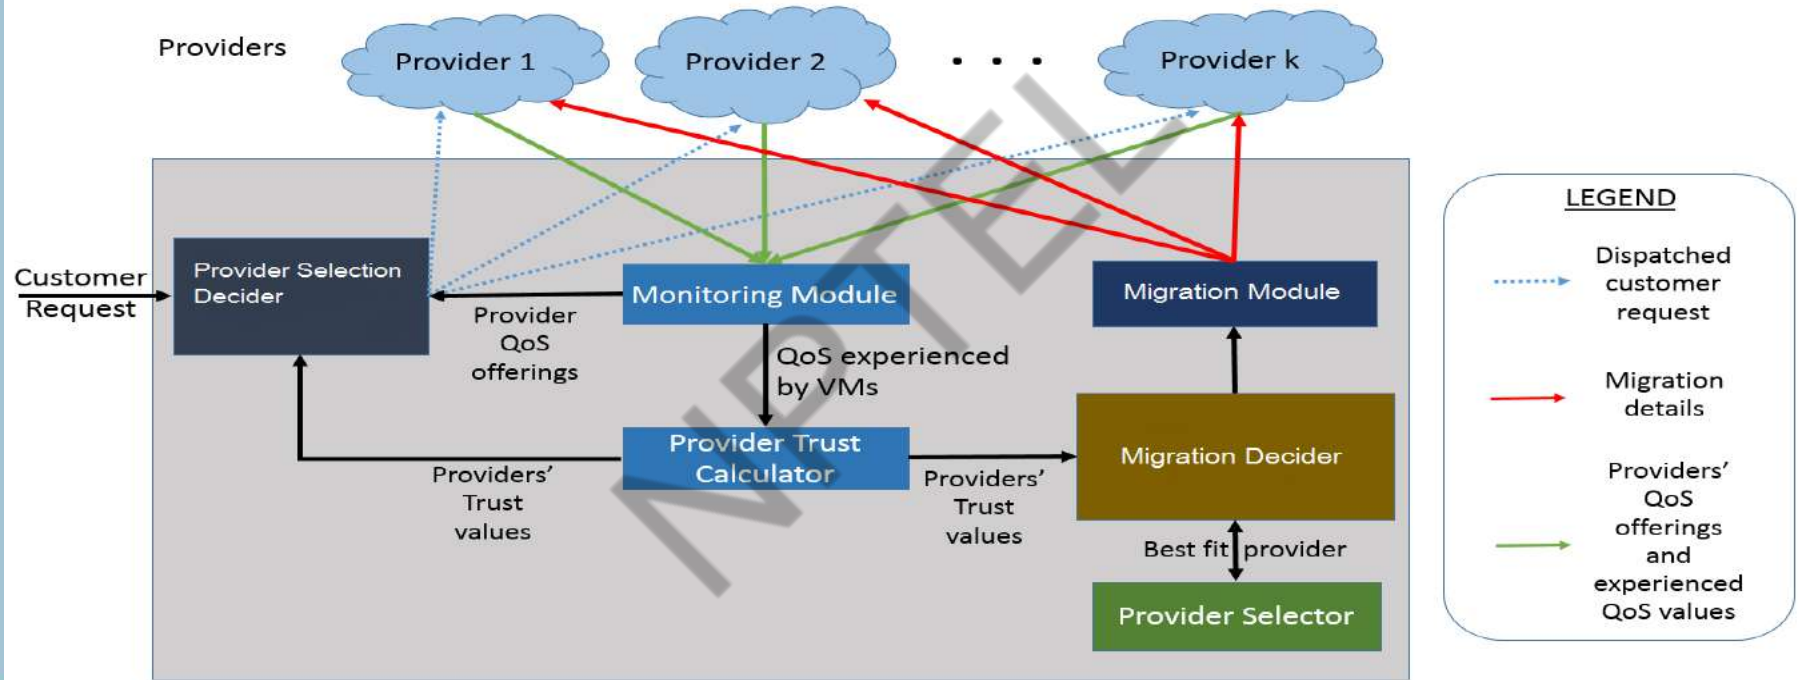 Providers
Provider 1
Provider 2
. . .
Provider k
Customer
Request
Provider Selection
Decider
Provider
QoS
offerings
Monitoring Module
QoS experienced
by VMs
Migration Module
Providers'
Trust
values
Provider Trust
Calculator
Providers'
Trust
values
Migration Decider
Best fit provider
Provider Selector
NPTEL
LEGEND
Dispatched
customer
request
Migration
details
Providers'
QoS
offerings
and
experienced
QoS values